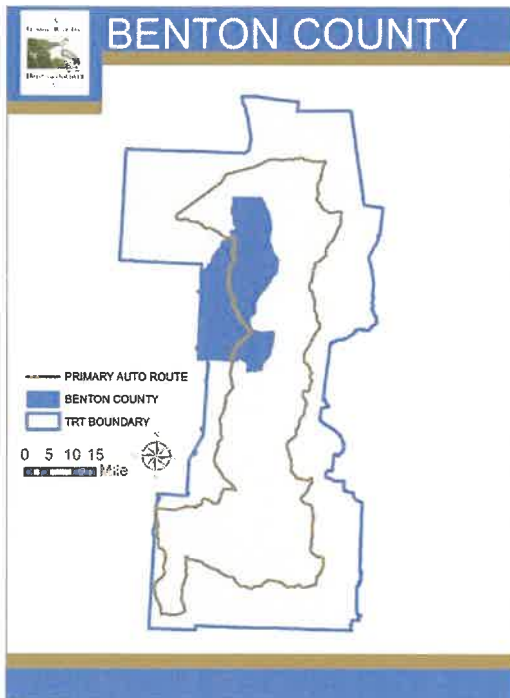 BENTON COUNTY
PRIMARY AUTO ROUTE
BENTON COUNTY
TRT BOUNDARY
0 5 10 15
Mile